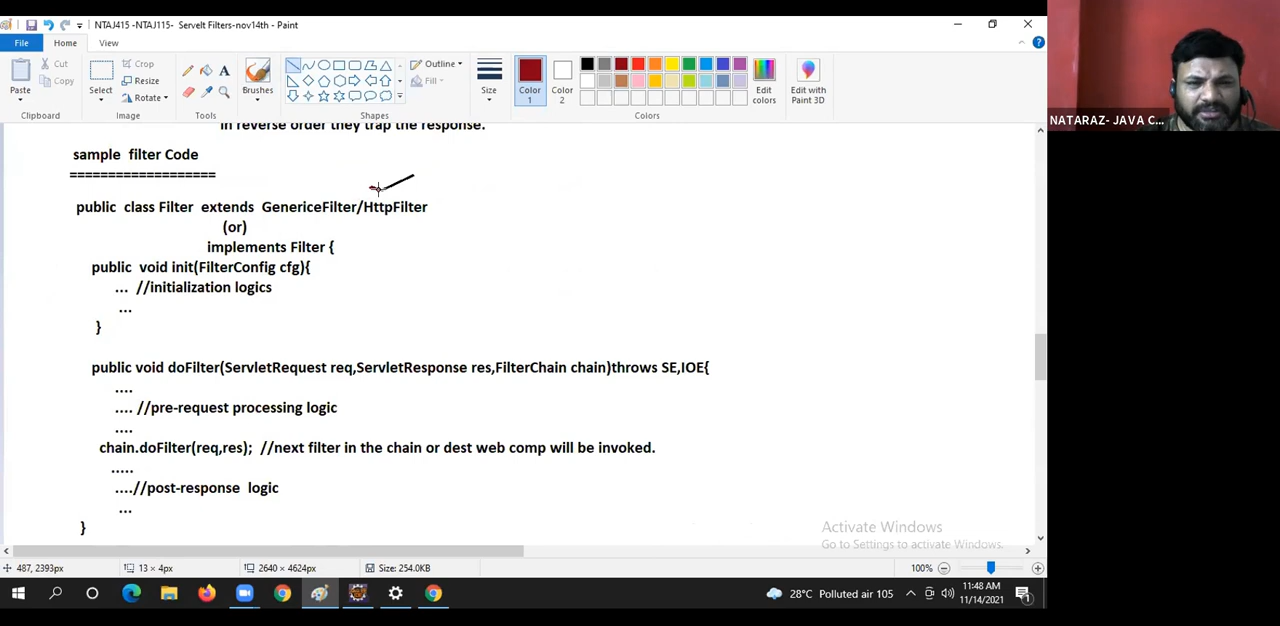 NTAJ415 -NTAJ115- Servelt Filters-nov14th - Paint
File Home View
Paste
Cut
Copy
Clipboard
Select
Crop
Resize
Rotate
Image
Tools
Brushes
Shapes
Outline
Fill
Size
Color 1
Color 2
Colors
Edit colors
Edit with Paint 3D
NATARAZ- JAVA C...
in reverse order they trap the response.
sample filter Code
===================
public class Filter extends GenericeFilter/HttpFilter
(or)
implements Filter {
public void init(FilterConfig cfg){
... //initialization logics
...
}
public void doFilter(ServletRequest req,ServletResponse res,FilterChain chain)throws SE,IOE{
....
.... //pre-request processing logic
....
chain.doFilter(req,res); //next filter in the chain or dest web comp will be invoked.
.....
....//post-response logic
...
}
Activate Windows
Go to Settings to activate Windows.
487, 2393px
13 × 4px
2640 × 4624px
Size: 254.0KB
100%
28°C Polluted air 105
11:48 AM
11/14/2021
1